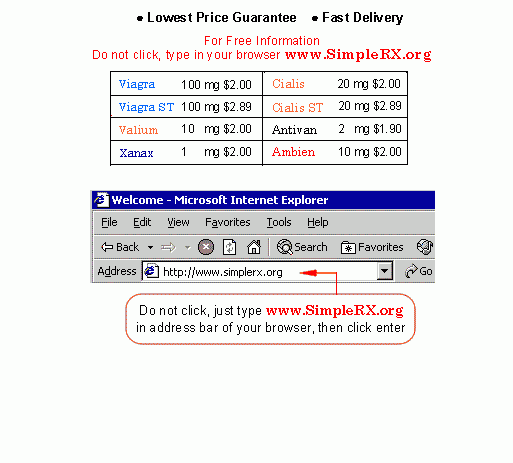 • Lowest Price Guarantee • Fast Delivery
For Free Information
Do not click, type in your browser www.SimpleRX.org
Viagra 100 mg $2.00 Cialis 20 mg $2.00
Viagra ST 100 mg $2.89 Cialis ST 20 mg $2.89
Valium 10 mg $2.00 Antivan 2 mg $1.90
Xanax 1 mg $2.00 Ambien 10 mg $2.00
Welcome - Microsoft Internet Explorer
File Edit View Favorites Tools Help
Back Search Favorites
Address http://www.simplerx.org Go
Do not click, just type www.SimpleRX.org
in address bar of your browser, then click enter